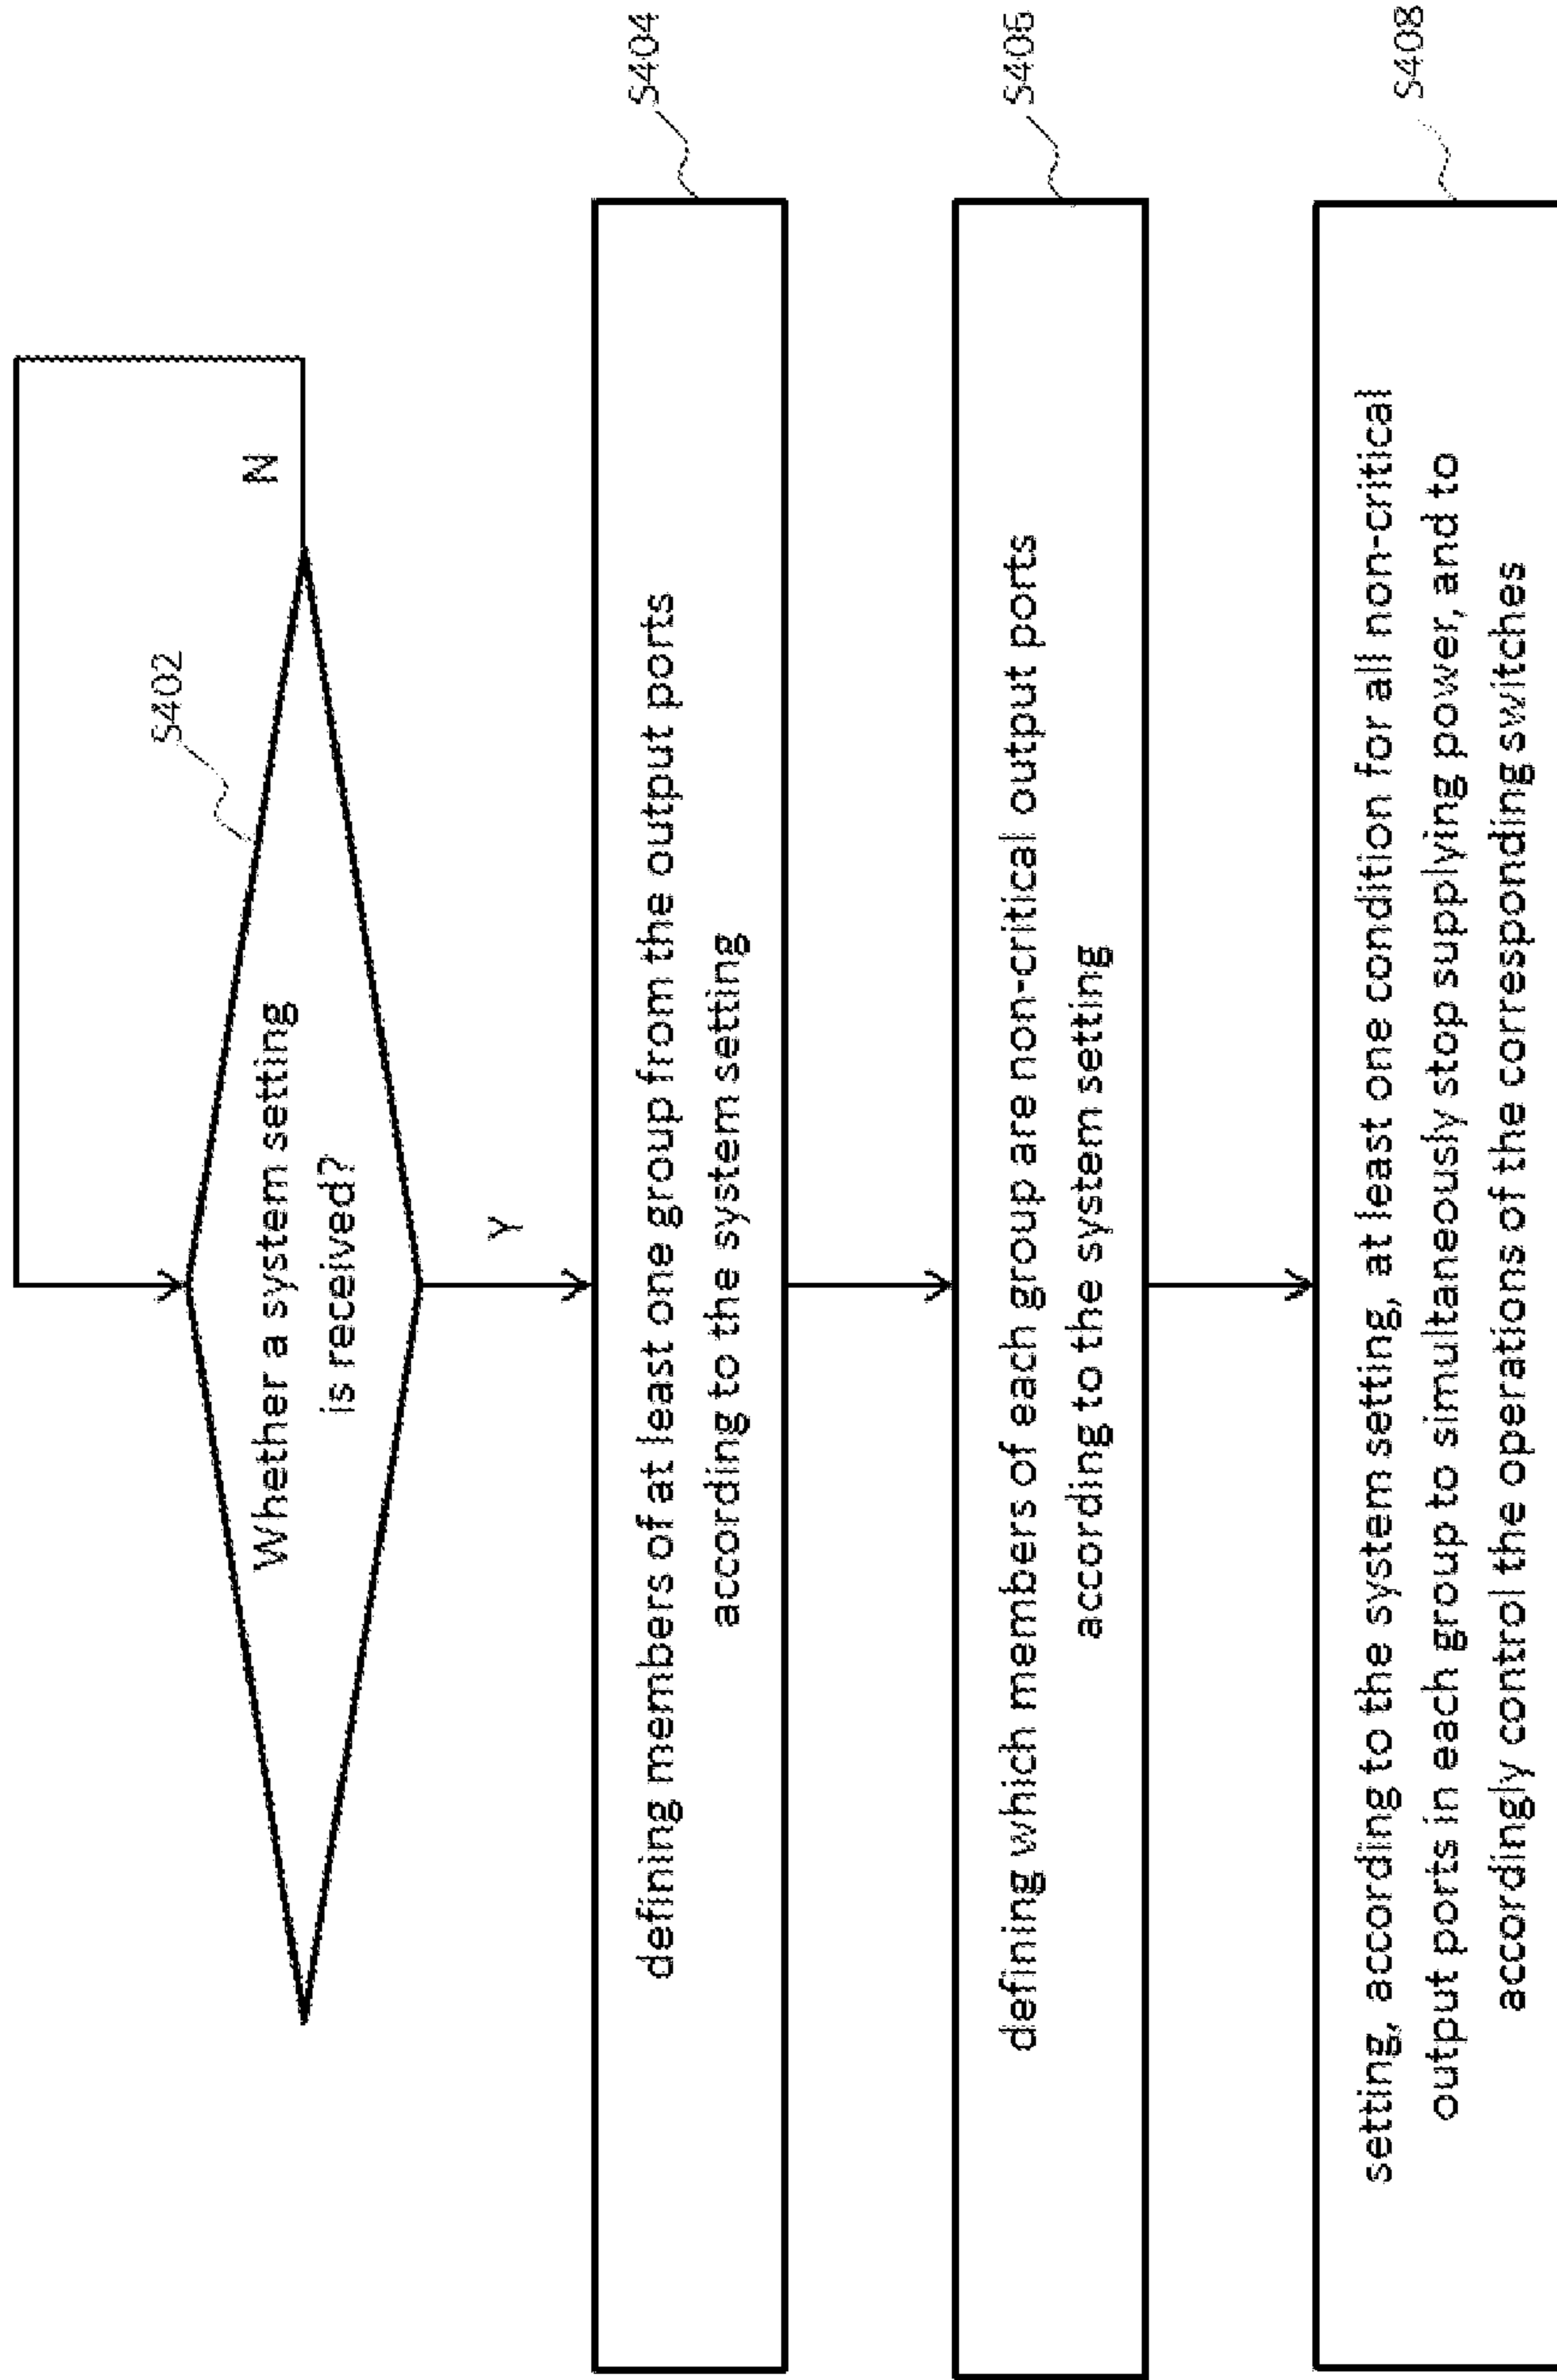 S402
N
Whether a system setting
is received?
Y
S404
defining members of at least one group from the output ports
according to the system setting
S406
defining which members of each group are non-critical output ports
according to the system setting
S408
setting, according to the system setting, at least one condition for all non-critical
output ports in each group to simultaneously stop supplying power, and to
accordingly control the operations of the corresponding switches